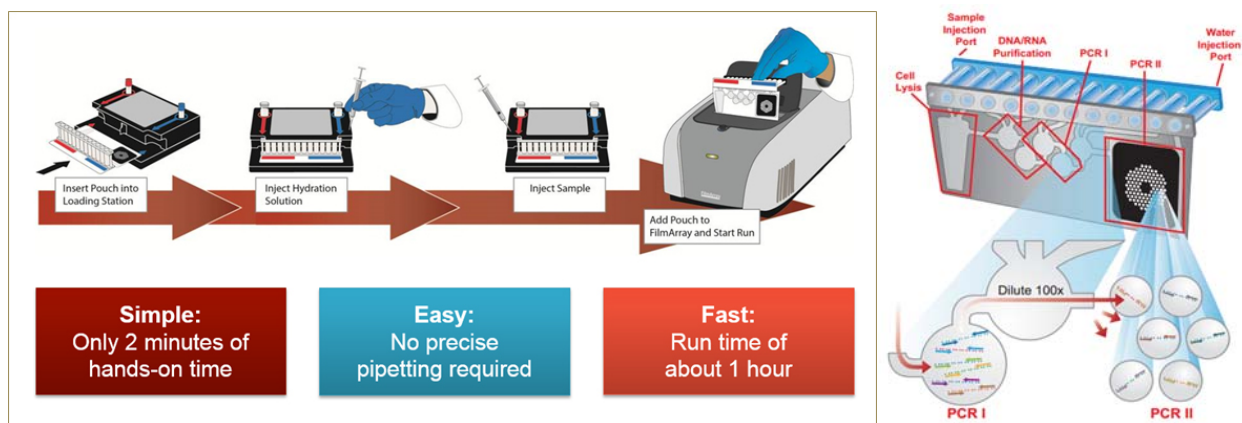 Insert Pouch into
Loading Station
Inject Hydration
Solution
Inject Sample
Add Pouch to
FilmArray and Start Run
Simple:
Only 2 minutes of
hands-on time
Easy:
No precise
pipetting required
Fast:
Run time of
about 1 hour
Sample
Injection
Port
DNA/RNA
Purification
PCR I
PCR II
Water
Injection
Port
Cell
Lysis
Dilute 100x
PCR I
PCR II